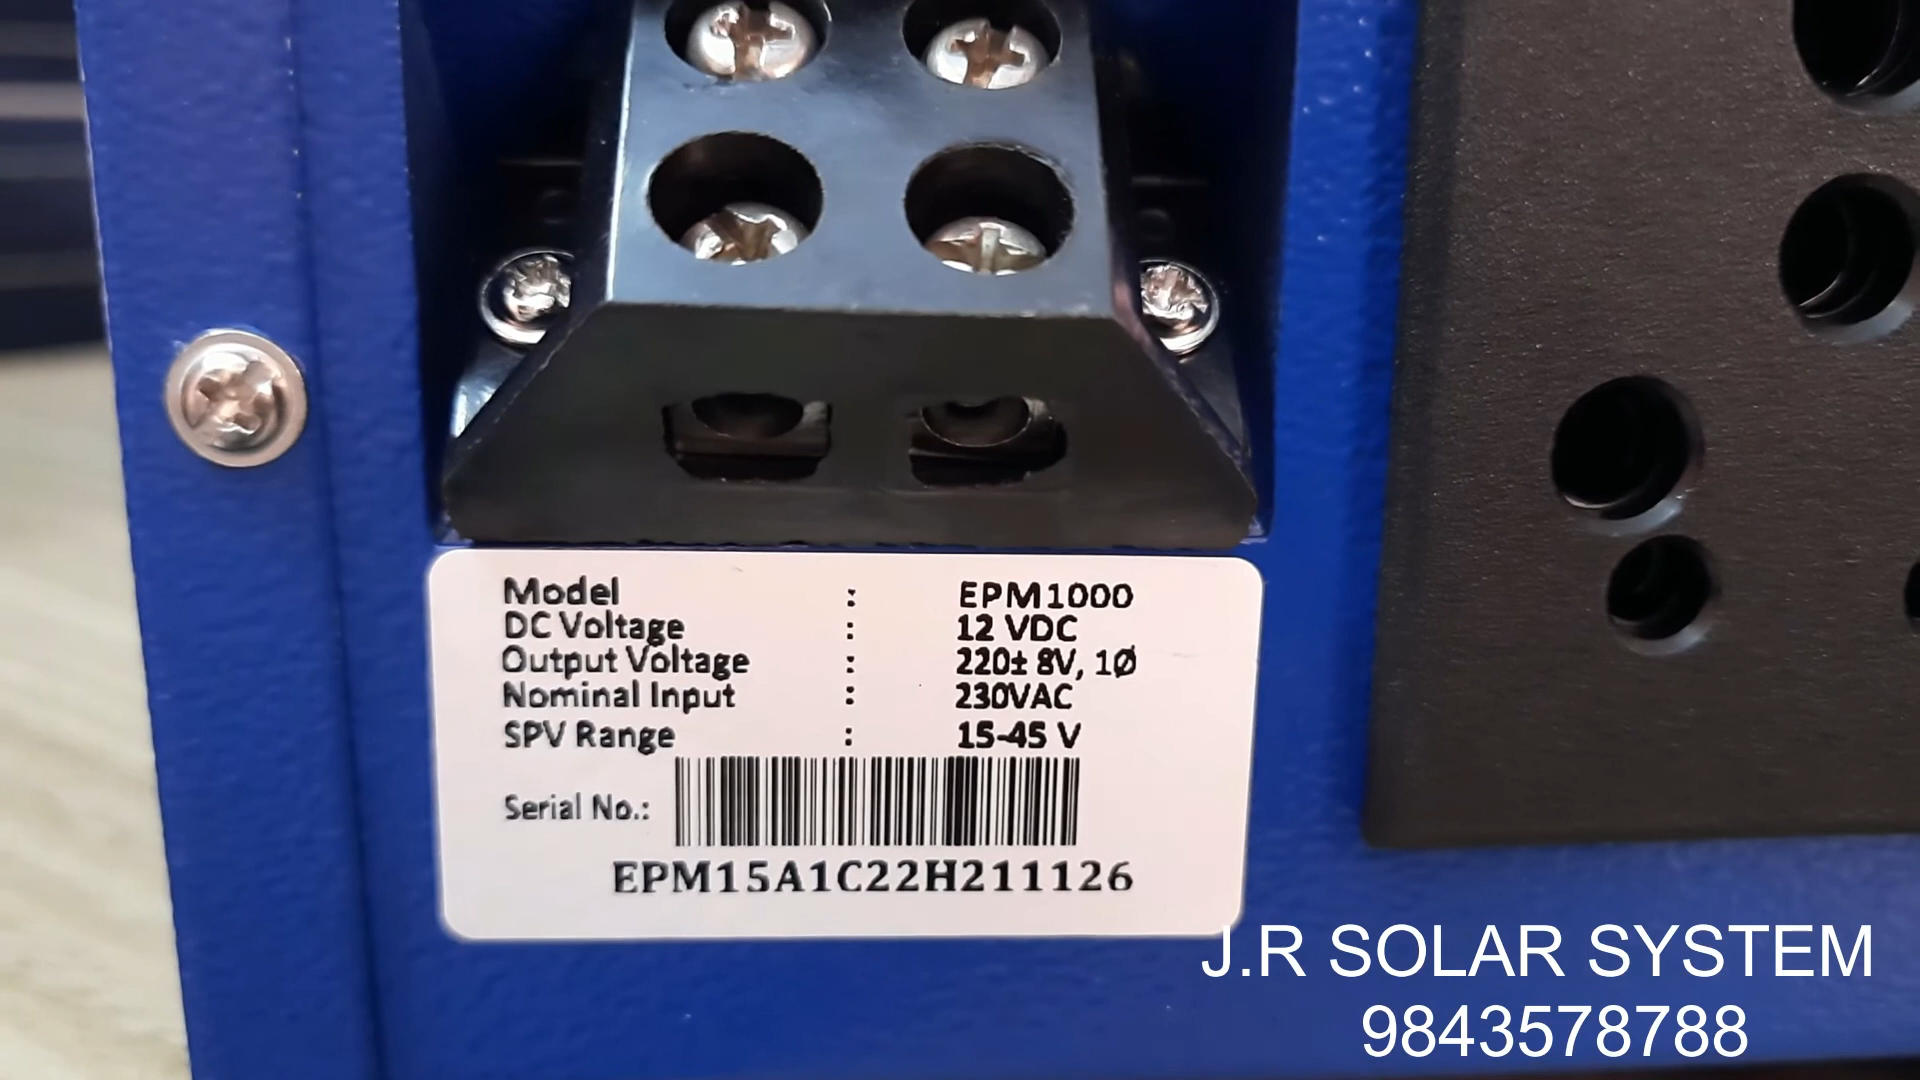 Model : EPM1000
DC Voltage : 12 VDC
Output Voltage : 220± 8V, 1Ø
Nominal Input : 230VAC
SPV Range : 15-45 V
Serial No.:
EPM15A1C22H211126
J.R SOLAR SYSTEM
9843578788